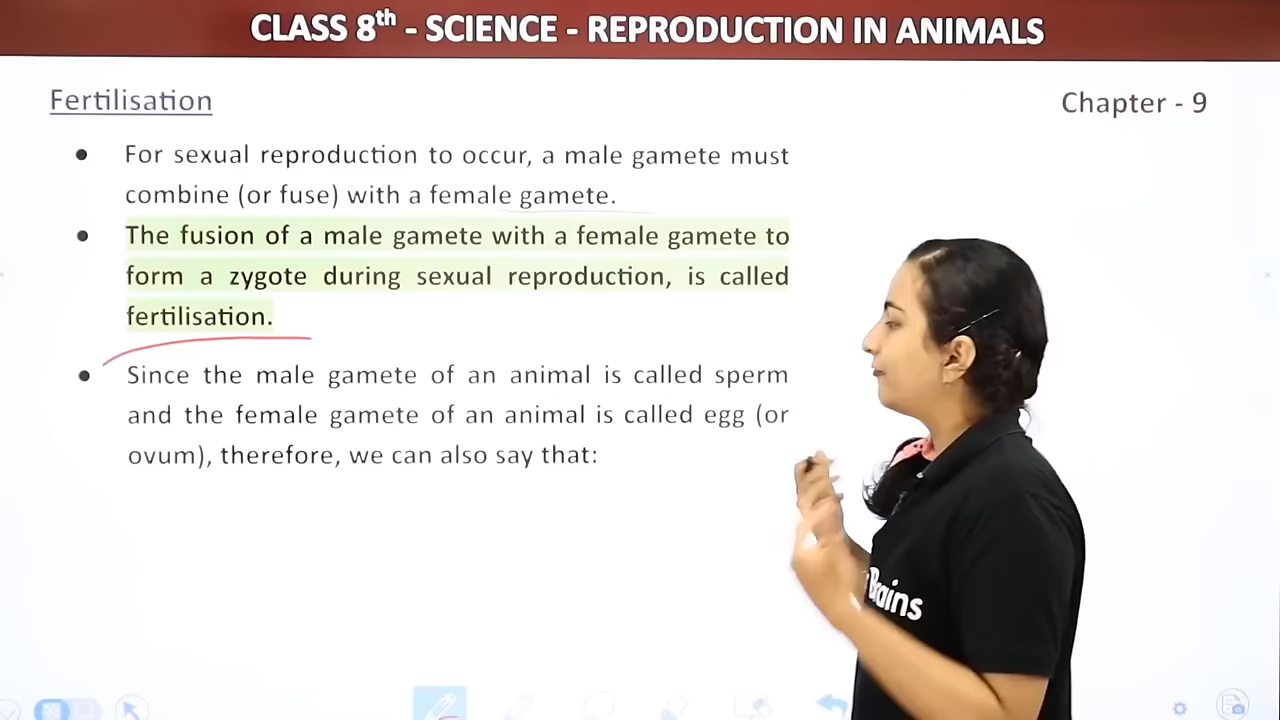 CLASS 8th - SCIENCE - REPRODUCTION IN ANIMALS
Fertilisation
Chapter - 9
● For sexual reproduction to occur, a male gamete must
combine (or fuse) with a female gamete.
● The fusion of a male gamete with a female gamete to
form a zygote during sexual reproduction, is called
fertilisation.
● Since the male gamete of an animal is called sperm
and the female gamete of an animal is called egg (or
ovum), therefore, we can also say that:
Brains